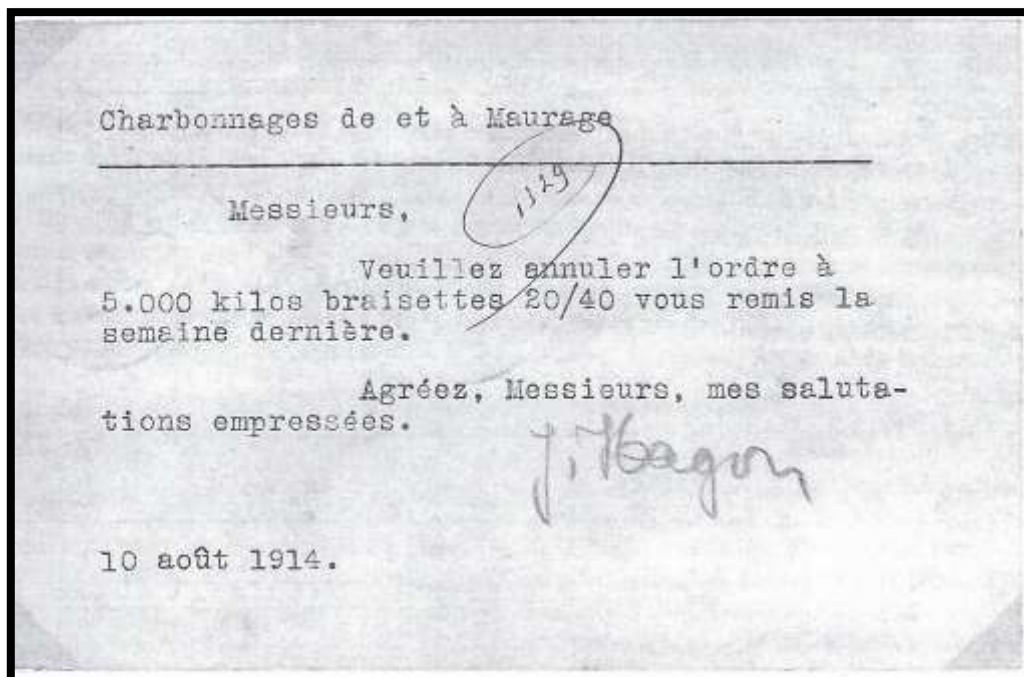 Charbonnages de et à Maurage
1129
Messieurs,
Veuillez annuler l'ordre à
5.000 kilos braisettes 20/40 vous remis la
semaine dernière.
Agréez, Messieurs, mes saluta-
tions empressées.
J. Hagon
10 août 1914.